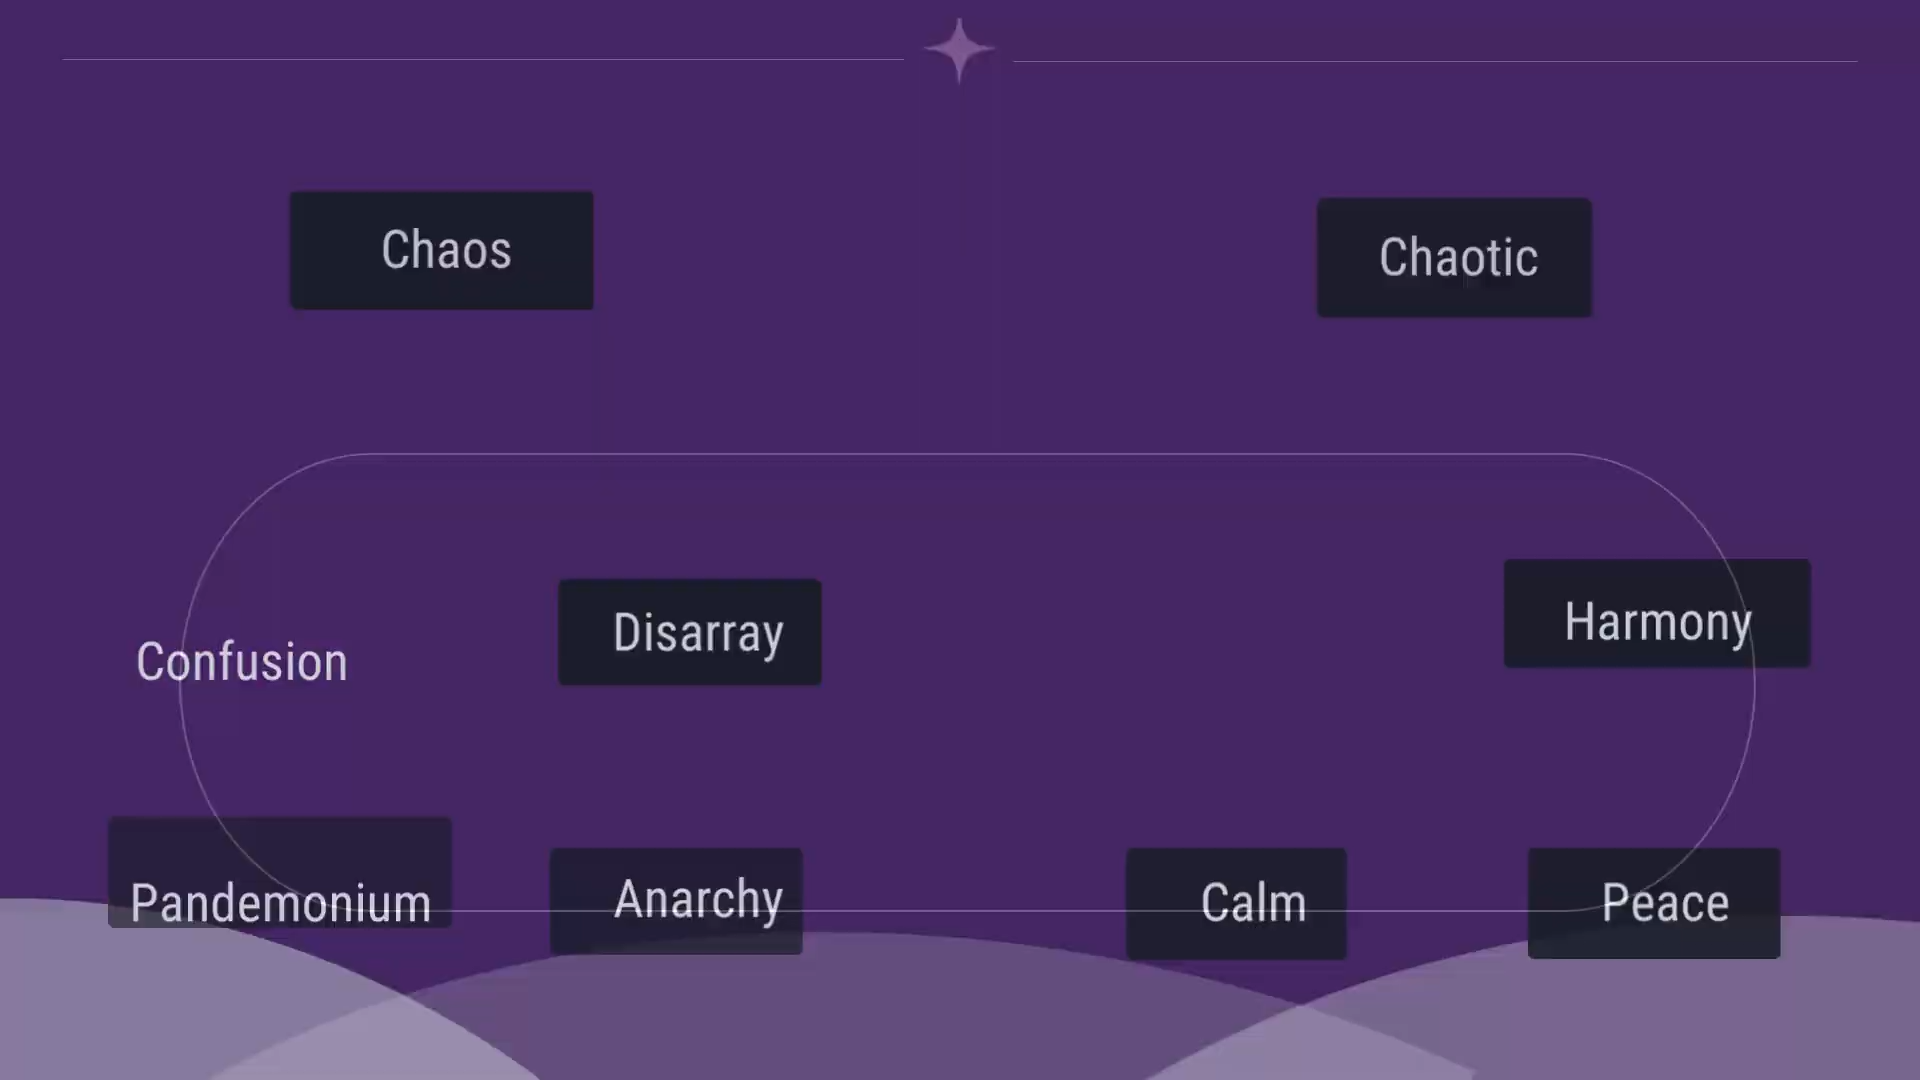 Chaos
Chaotic
Disarray
Harmony
Confusion
Pandemonium
Anarchy
Calm
Peace